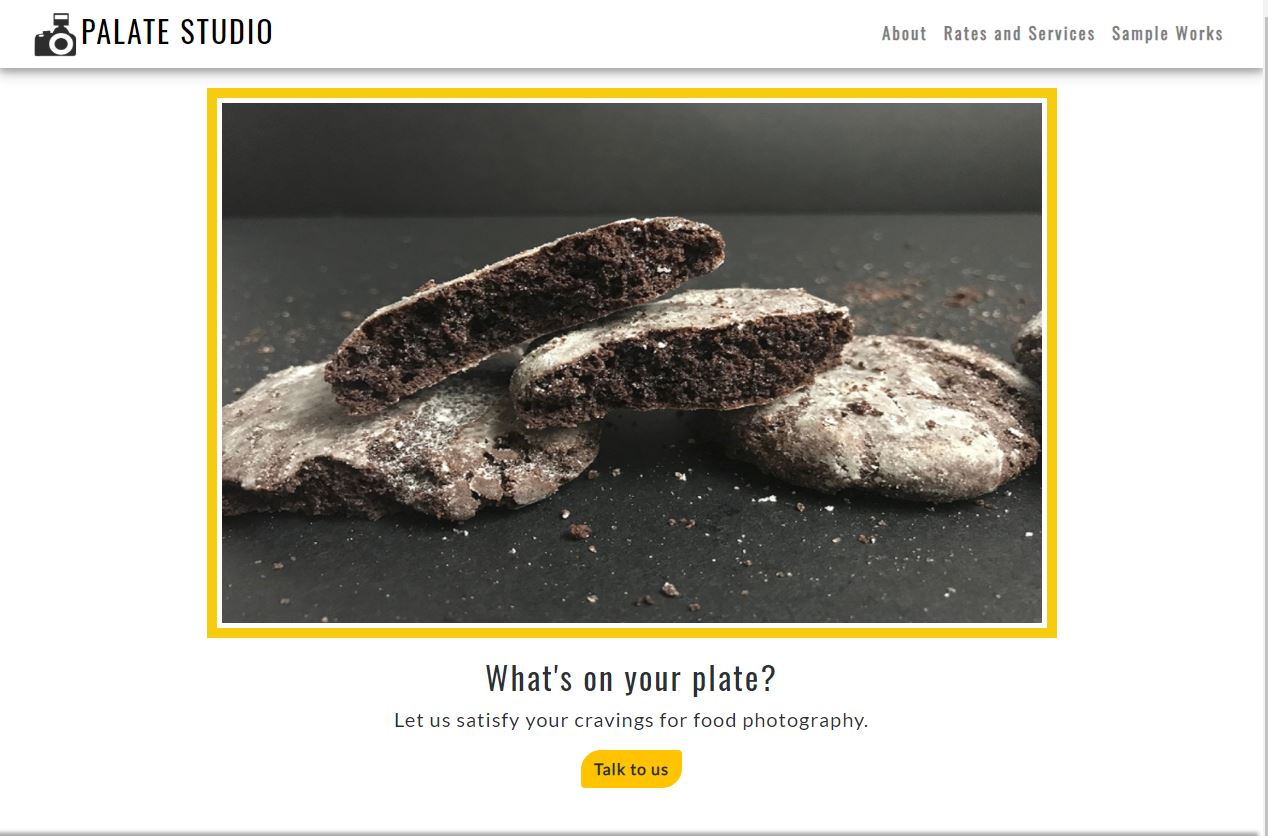 PALATE STUDIO
About Rates and Services Sample Works
What's on your plate?
Let us satisfy your cravings for food photography.
Talk to us